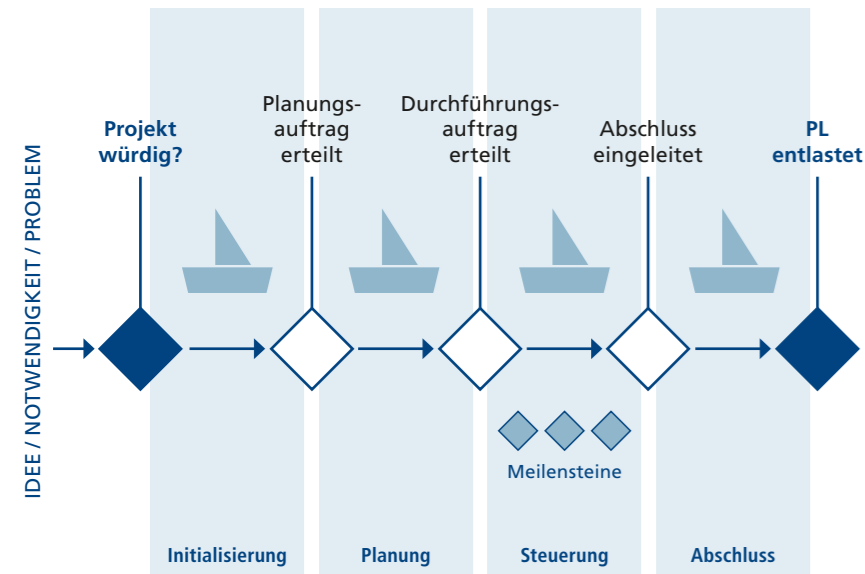 IDEE / NOTWENDIGKEIT / PROBLEM
Projekt
würdig?
Planungs-
auftrag
erteilt
Durchführungs-
auftrag
erteilt
Abschluss
eingeleitet
PL
entlastet
Meilensteine
Initialisierung
Planung
Steuerung
Abschluss